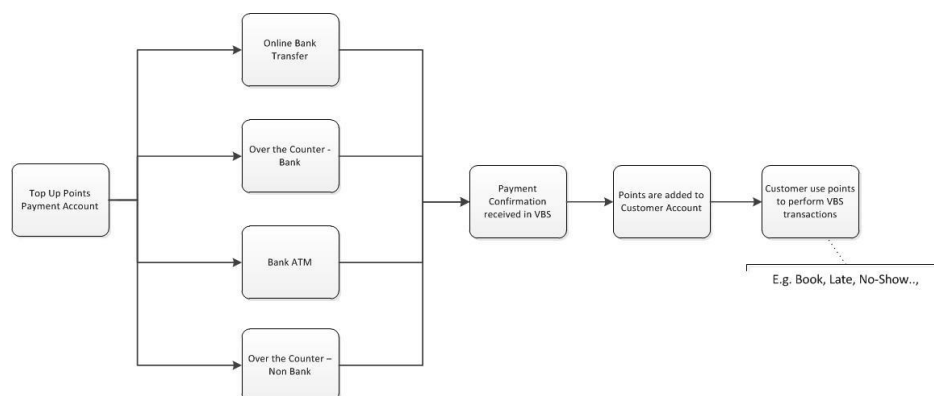 Online Bank
Transfer
Over the Counter -
Bank
Top Up Points
Payment Account
Bank ATM
Over the Counter –
Non Bank
Payment
Confirmation
received in VBS
Points are added to
Customer Account
Customer use points
to perform VBS
transactions
E.g. Book, Late, No-Show..,